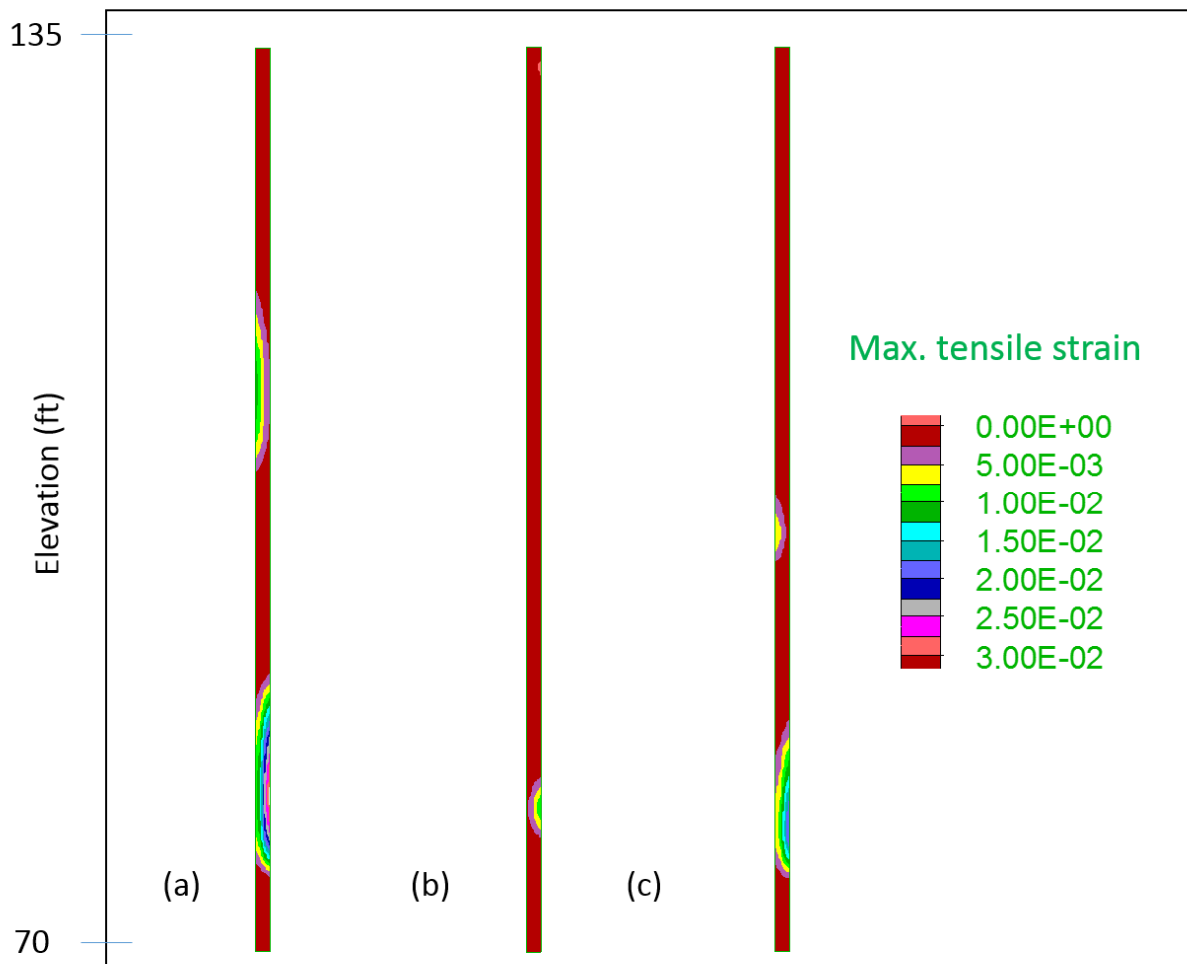 135
Elevation (ft)
70
(a)
(b)
(c)
Max. tensile strain
0.00E+00
5.00E-03
1.00E-02
1.50E-02
2.00E-02
2.50E-02
3.00E-02